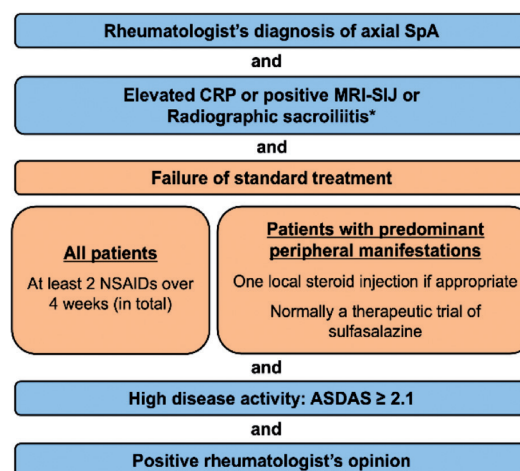 Rheumatologist's diagnosis of axial SpA
and
Elevated CRP or positive MRI-SIJ or
Radiographic sacroiliitis*
and
Failure of standard treatment
All patients
At least 2 NSAIDs over
4 weeks (in total)
Patients with predominant
peripheral manifestations
One local steroid injection if appropriate
Normally a therapeutic trial of
sulfasalazine
and
High disease activity: ASDAS ≥ 2.1
and
Positive rheumatologist's opinion